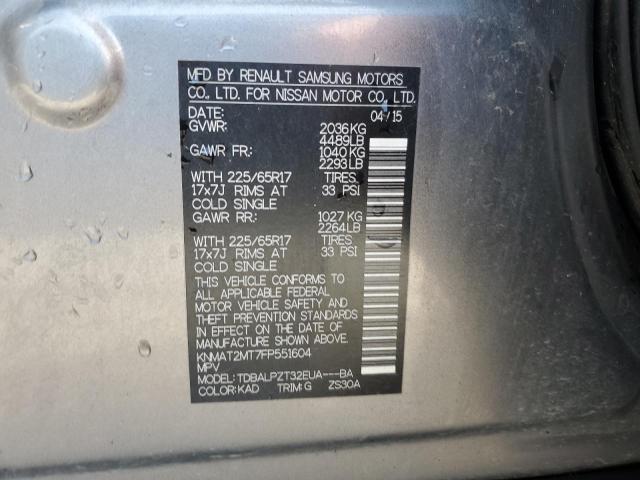 MFD BY RENAULT SAMSUNG MOTORS
CO., LTD. FOR NISSAN MOTOR CO., LTD.
DATE: 04/15
GVWR: 2036KG
4489LB
GAWR FR: 1040 KG
2293LB
WITH 225/65R17 TIRES.
17x7J RIMS AT 33 PSI
COLD SINGLE
GAWR RR: 1027 KG
2264LB
WITH 225/65R17 TIRES
17x7J RIMS AT 33 PSI
COLD SINGLE
THIS VEHICLE CONFORMS TO
ALL APPLICABLE FEDERAL
MOTOR VEHICLE SAFETY AND
THEFT PREVENTION STANDARDS
IN EFFECT ON THE DATE OF
MANUFACTURE SHOWN ABOVE.
KNMAT2MT7FP551604
MPV
MODEL: TDBALPZT32EUA---BA
COLOR:KAD TRIM:G ZS30A